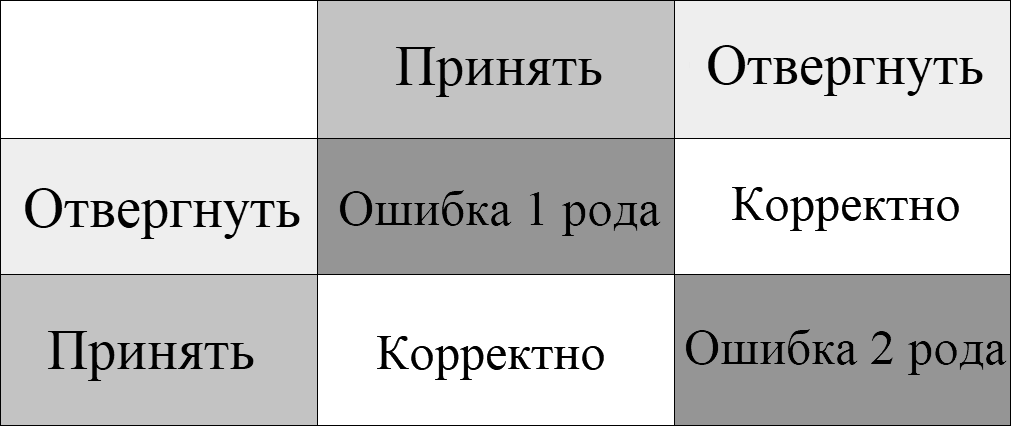 Принять Отвергнуть
Отвергнуть Ошибка 1 рода Корректно
Принять Корректно Ошибка 2 рода